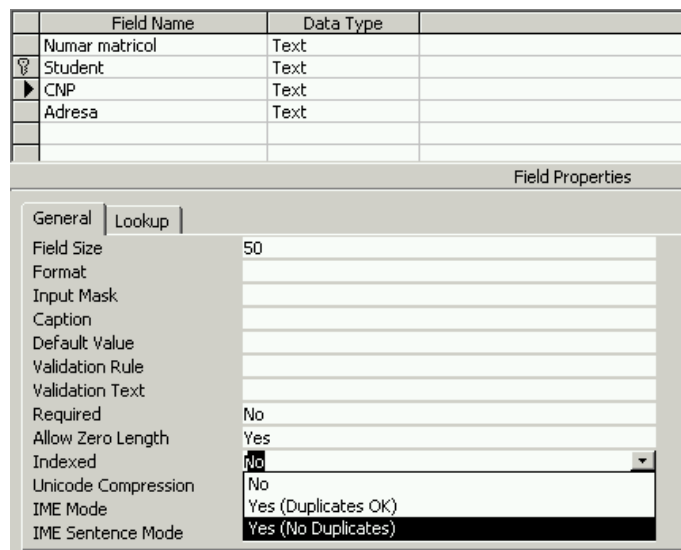 Field Name Data Type
Numar matricol Text
Student Text
CNP Text
Adresa Text
Field Properties
General Lookup
Field Size 50
Format
Input Mask
Caption
Default Value
Validation Rule
Validation Text
Required No
Allow Zero Length Yes
Indexed No
Unicode Compression No
IME Mode Yes (Duplicates OK)
IME Sentence Mode Yes (No Duplicates)